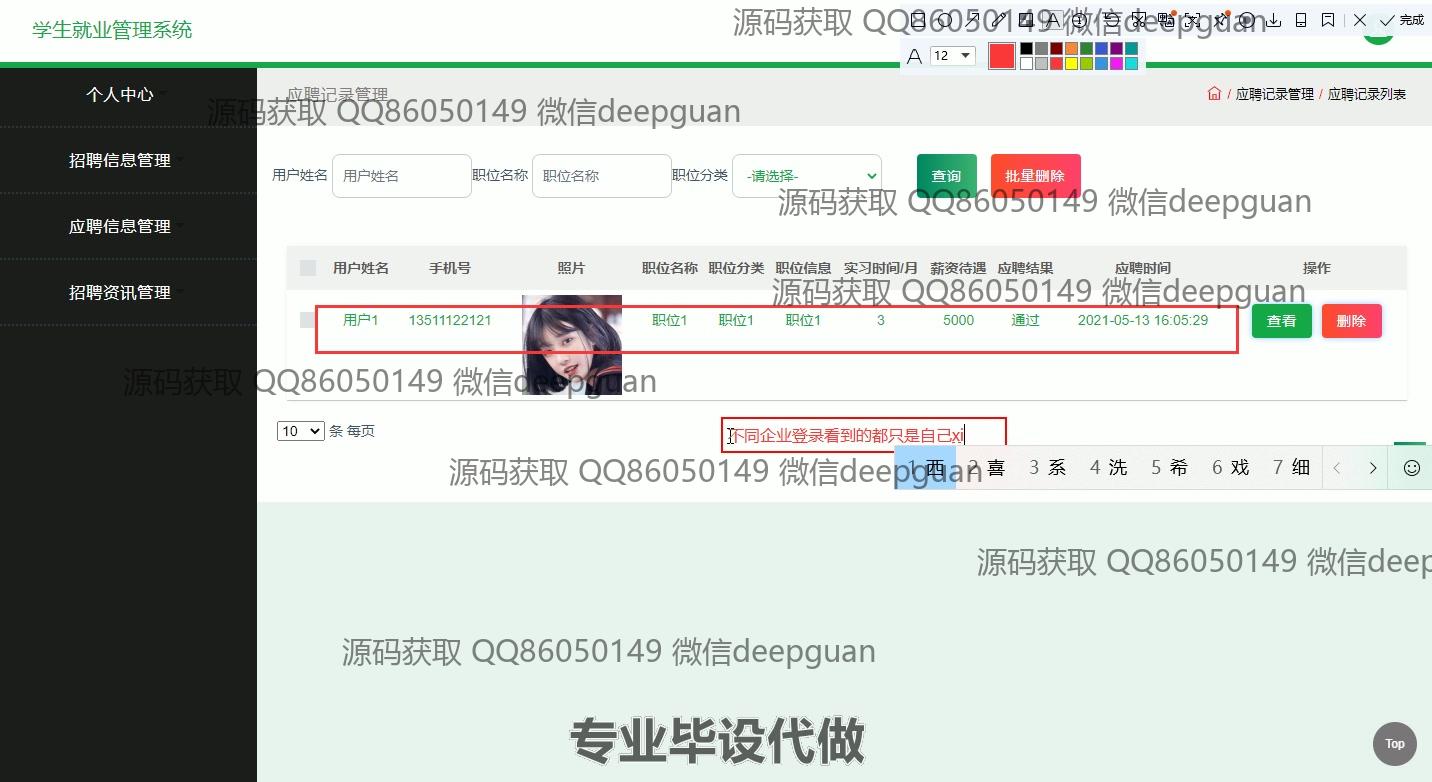 学生就业管理系统
源码获取 QQ86050149 微信deepguan
完成
12
个人中心
招聘信息管理
应聘信息管理
招聘资讯管理
应聘记录管理
/ 应聘记录管理 / 应聘记录列表
源码获取 QQ86050149 微信deepguan
用户姓名 用户姓名 职位名称 职位名称 职位分类 -请选择- 查询 批量删除
源码获取 QQ86050149 微信deepguan
用户姓名 手机号 照片 职位名称 职位分类 职位信息 实习时间/月 薪资待遇 应聘结果 应聘时间 操作
源码获取 QQ86050149 微信deepguan
用户1 13511122121 职位1 职位1 职位1 3 5000 通过 2021-05-13 16:05:29 查看 删除
源码获取 QQ86050149 微信deepguan
10 条 每页
不同企业登录看到的都只是自己xi
1 西 2 喜 3 系 4 洗 5 希 6 戏 7 细
源码获取 QQ86050149 微信deepguan
源码获取 QQ86050149 微信deep
源码获取 QQ86050149 微信deepguan
专业毕设代做
Top